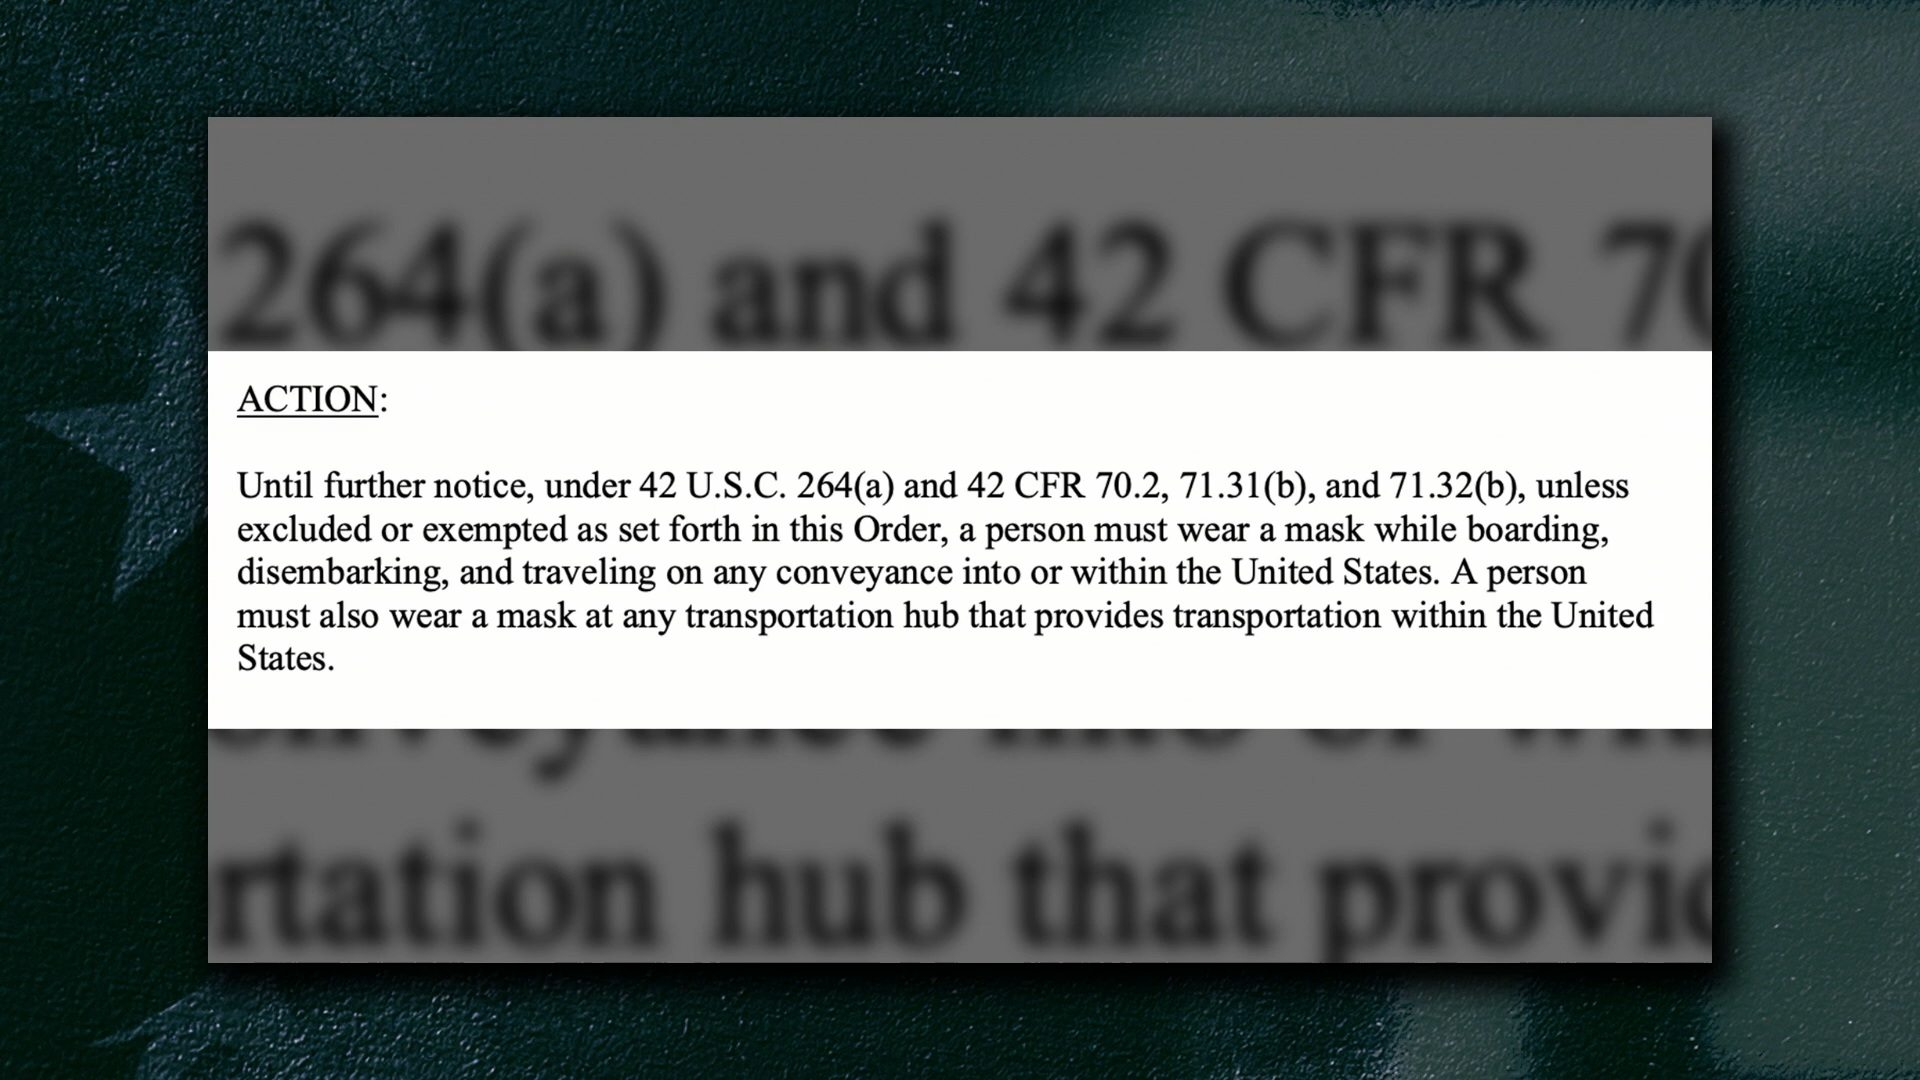 264(a) and 42 CFR 70
ACTION:
Until further notice, under 42 U.S.C. 264(a) and 42 CFR 70.2, 71.31(b), and 71.32(b), unless
excluded or exempted as set forth in this Order, a person must wear a mask while boarding,
disembarking, and traveling on any conveyance into or within the United States. A person
must also wear a mask at any transportation hub that provides transportation within the United
States.
rtation hub that provid